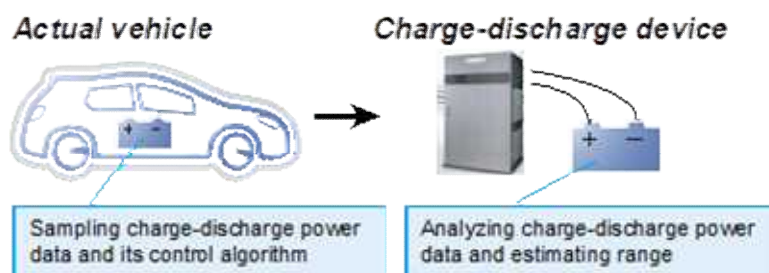 Actual vehicle
Charge-discharge device
+ −
+ −
Sampling charge-discharge power
data and its control algorithm
Analyzing charge-discharge power
data and estimating range